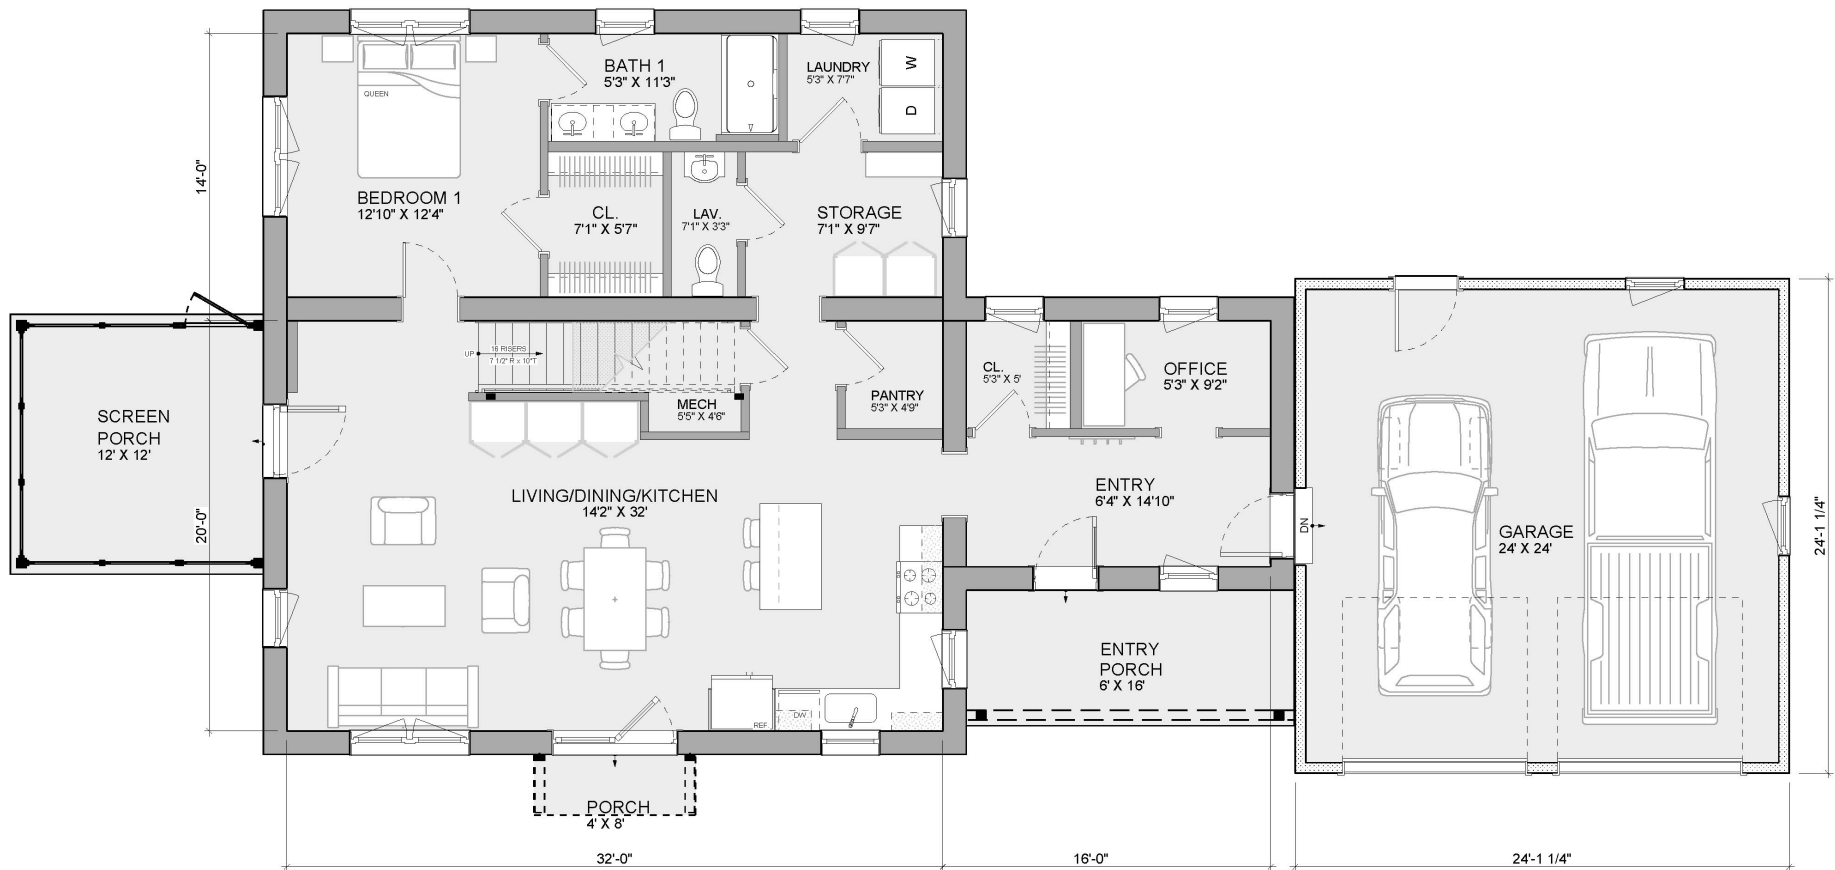 QUEEN
BEDROOM 1
12'10" X 12'4"
BATH 1
5'3" X 11'3"
LAUNDRY
5'3" X 7'7"
W
D
CL.
7'1" X 5'7"
LAV.
7'1" X 3'3"
STORAGE
7'1" X 9'7"
14'-0"
UP
16 RISERS
7 1/2" R x 10"T
MECH
5'5" X 4'6"
PANTRY
5'3" X 4'9"
CL.
5'3" X 5'
OFFICE
5'3" X 9'2"
SCREEN
PORCH
12' X 12'
LIVING/DINING/KITCHEN
14'2" X 32'
ENTRY
6'4" X 14'10"
DN
GARAGE
24' X 24'
20'-0"
24'-1 1/4"
ENTRY
PORCH
6' X 16'
REF.
DW
PORCH
4' X 8'
32'-0"
16'-0"
24'-1 1/4"